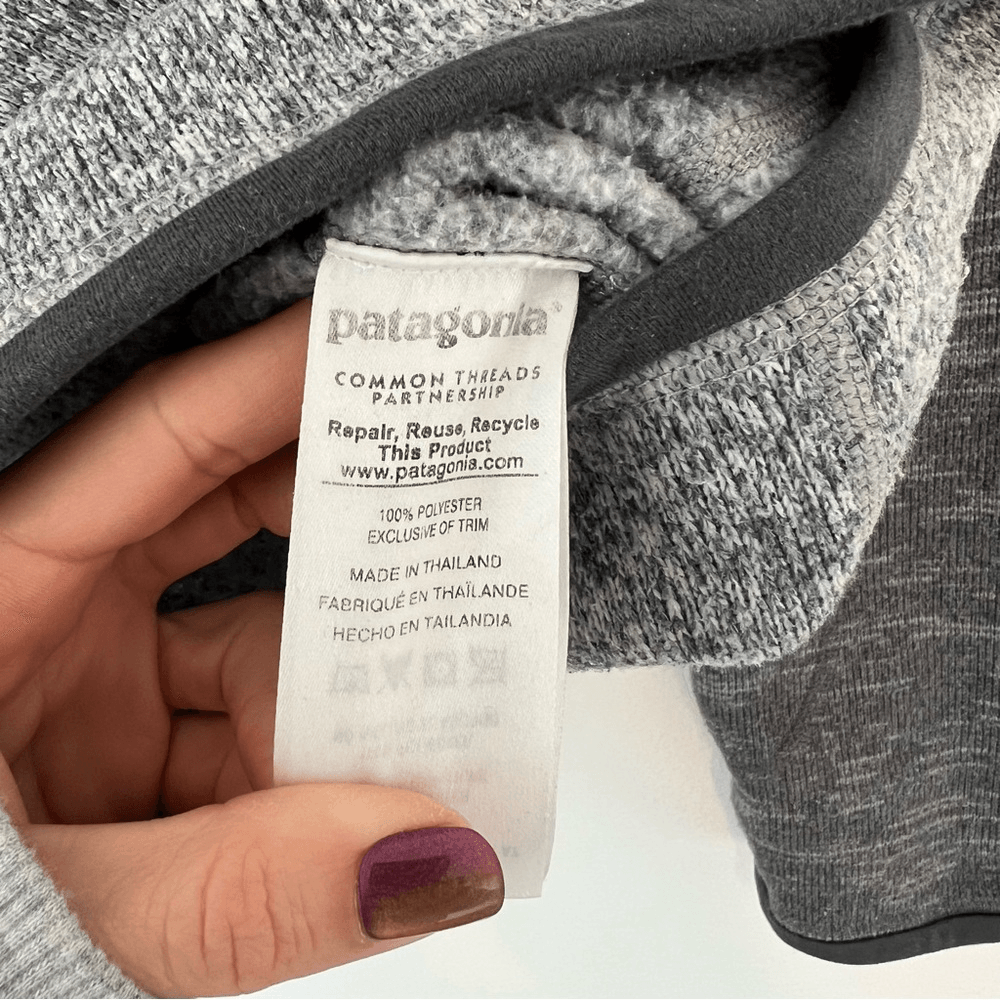 patagonia®
COMMON THREADS
PARTNERSHIP
Repair, Reuse, Recycle
This Product
www.patagonia.com
100% POLYESTER
EXCLUSIVE OF TRIM
MADE IN THAILAND
FABRIQUÉ EN THAÏLANDE
HECHO EN TAILANDIA